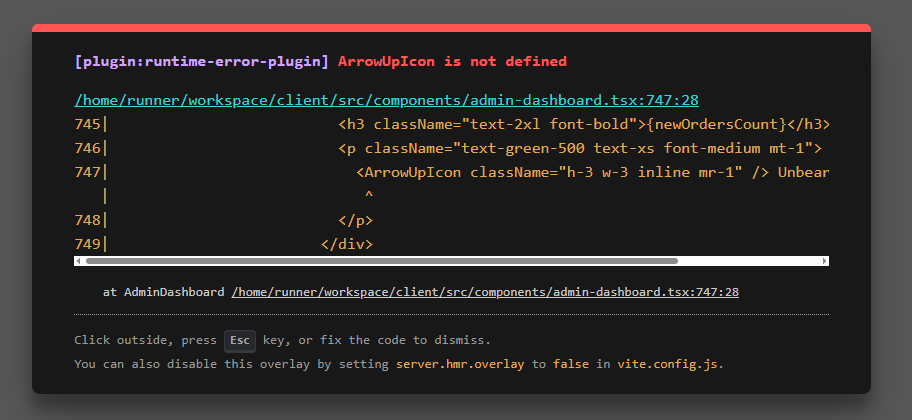 [plugin:runtime-error-plugin] ArrowUpIcon is not defined
/home/runner/workspace/client/src/components/admin-dashboard.tsx:747:28
745| <h3 className="text-2xl font-bold">{newOrdersCount}</h3>
746| <p className="text-green-500 text-xs font-medium mt-1">
747| <ArrowUpIcon className="h-3 w-3 inline mr-1" /> Unbear
| ^
748| </p>
749| </div>
at AdminDashboard /home/runner/workspace/client/src/components/admin-dashboard.tsx:747:28
Click outside, press Esc key, or fix the code to dismiss.
You can also disable this overlay by setting server.hmr.overlay to false in vite.config.js.